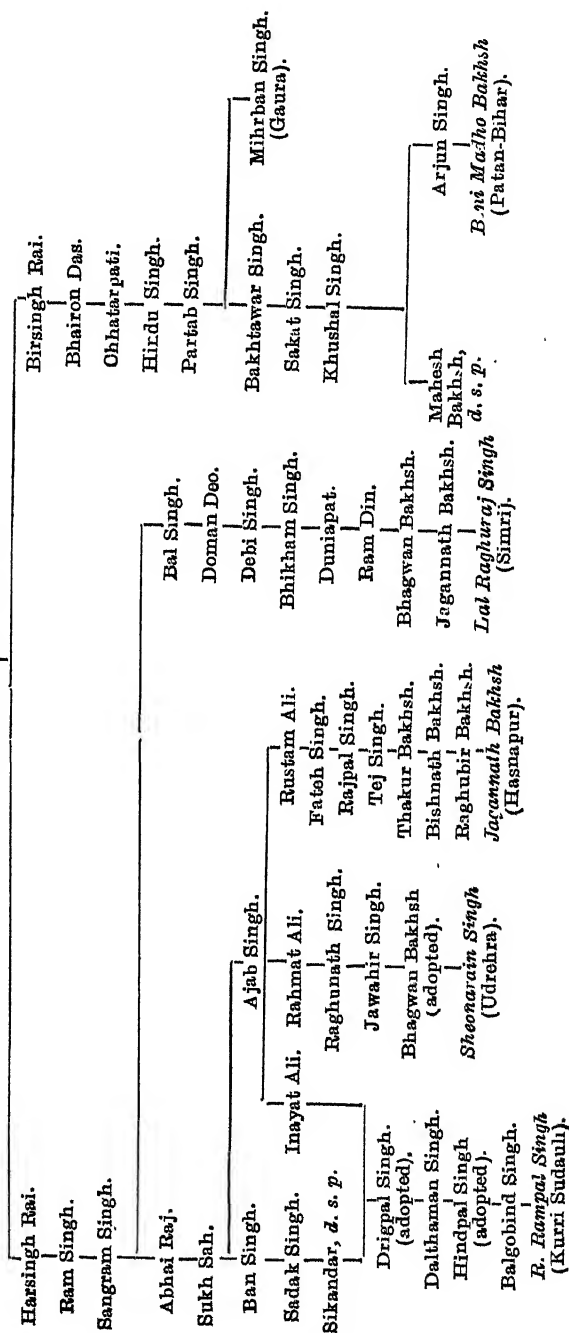 Harsingh Rai.
Ram Singh.
Sangram Singh.
Abhai Raj.
Sukh Sah.
Ban Singh.
Sadak Singh.
Sikandar, d. s. p.
Ajab Singh.
Inayat Ali.
Drigpal Singh.
(adopted).
Dalthaman Singh.
Hindpal Singh
(adopted).
Balgobind Singh.
R. Rampal Singh
(Kurri Sudauli).
Rahmat Ali.
Raghunath Singh.
Jawahir Singh.
Bhagwan Bakhsh
(adopted).
Sheonarain Singh
(Udrehra).
Rustam Ali.
Fateh Singh.
Rajpal Singh.
Tej Singh.
Thakur Bakhsh.
Bishnath Bakhsh.
Raghubir Bakhsh.
Jagannath Bakhsh
(Hasnapur).
Bal Singh.
Doman Deo.
Debi Singh.
Bhikham Singh.
Duniapat.
Ram Din.
Bhagwan Bakhsh.
Jagannath Bakhsh.
Lal Raghuraj Singh
(Simri).
Birsingh Rai.
Bhairon Das.
Chhatarpati.
Hirdu Singh.
Partab Singh.
Bakhtawar Singh.
Sakat Singh.
Khushal Singh.
Mahesh
Bakhsh,
d. s. p.
Arjun Singh.
B.ni Madho Bakhsh
(Patan-Bihar).
Mihrban Singh.
(Gaura).